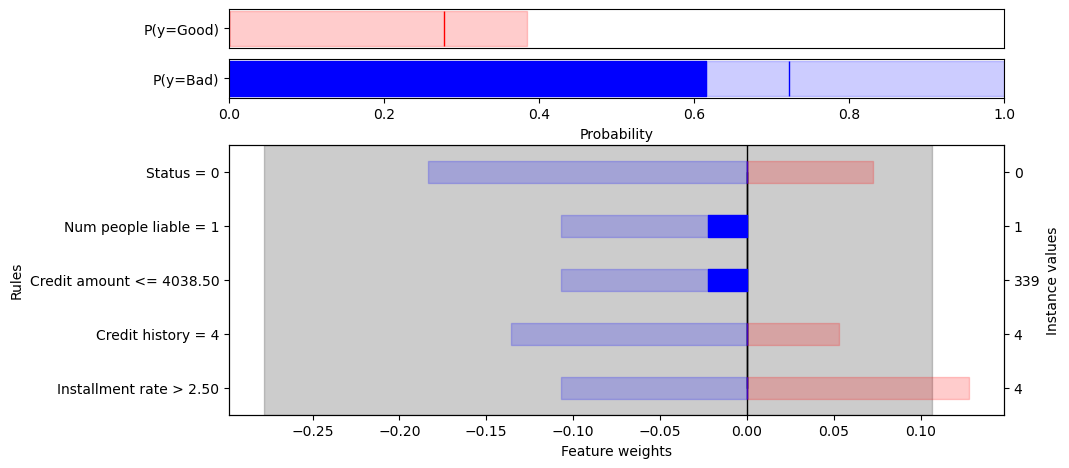 P(y=Good)
P(y=Bad)
0.0 0.2 0.4 0.6 0.8 1.0
Probability
Status = 0 0
Num people liable = 1 1
Credit amount <= 4038.50 339
Credit history = 4 4
Installment rate > 2.50 4
Rules
Instance values
−0.25 −0.20 −0.15 −0.10 −0.05 0.00 0.05 0.10
Feature weights